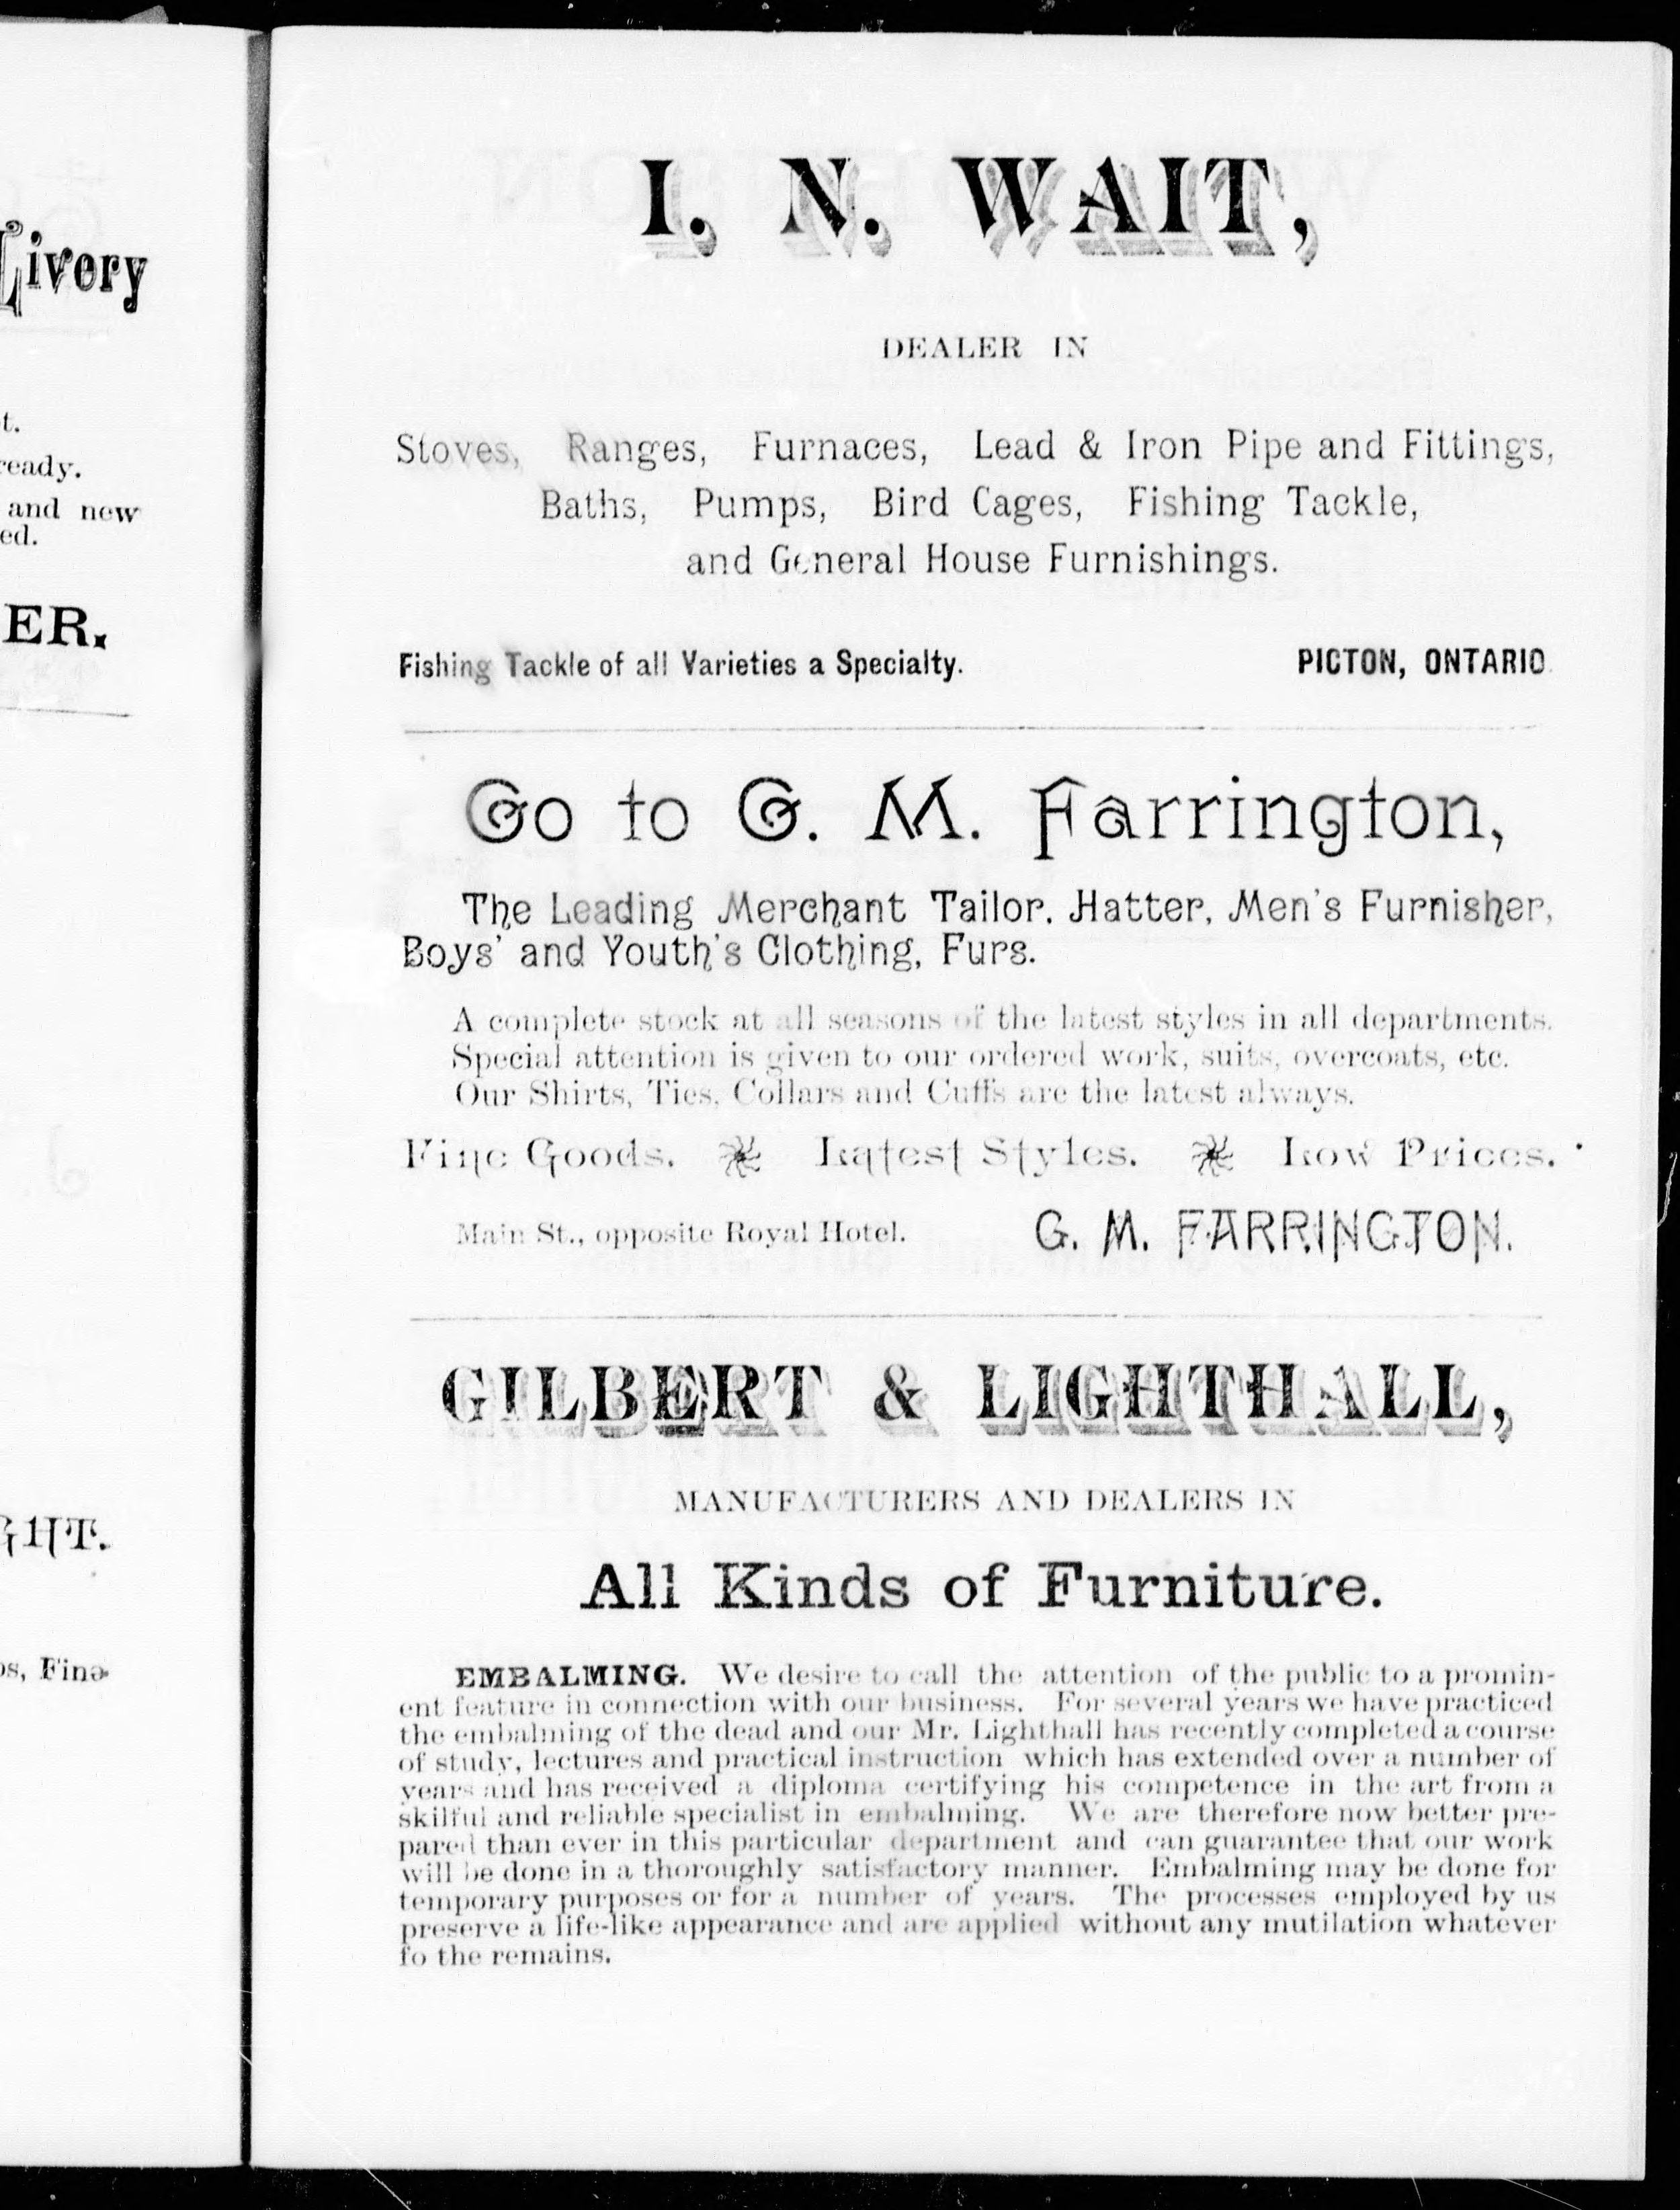 Livery
t.
ready.
and new
ed.
ER.
GHT.
os, Fine
I. N. WAIT,
DEALER IN
Stoves, Ranges, Furnaces, Lead & Iron Pipe and Fittings,
Baths, Pumps, Bird Cages, Fishing Tackle,
and General House Furnishings.
Fishing Tackle of all Varieties a Specialty. PICTON, ONTARIO.
Go to G. M. Farrington,
The Leading Merchant Tailor, Hatter, Men's Furnisher,
Boys' and Youth's Clothing, Furs.
A complete stock at all seasons of the latest styles in all departments.
Special attention is given to our ordered work, suits, overcoats, etc.
Our Shirts, Ties, Collars and Cuffs are the latest always.
Fine Goods. Latest Styles. Low Prices.
Main St., opposite Royal Hotel. G. M. FARRINGTON.
GILBERT & LIGHTHALL,
MANUFACTURERS AND DEALERS IN
All Kinds of Furniture.
EMBALMING. We desire to call the attention of the public to a promin-
ent feature in connection with our business. For several years we have practiced
the embalming of the dead and our Mr. Lighthall has recently completed a course
of study, lectures and practical instruction which has extended over a number of
years and has received a diploma certifying his competence in the art from a
skilful and reliable specialist in embalming. We are therefore now better pre-
pared than ever in this particular department and can guarantee that our work
will be done in a thoroughly satisfactory manner. Embalming may be done for
temporary purposes or for a number of years. The processes employed by us
preserve a life-like appearance and are applied without any mutilation whatever
fo the remains.